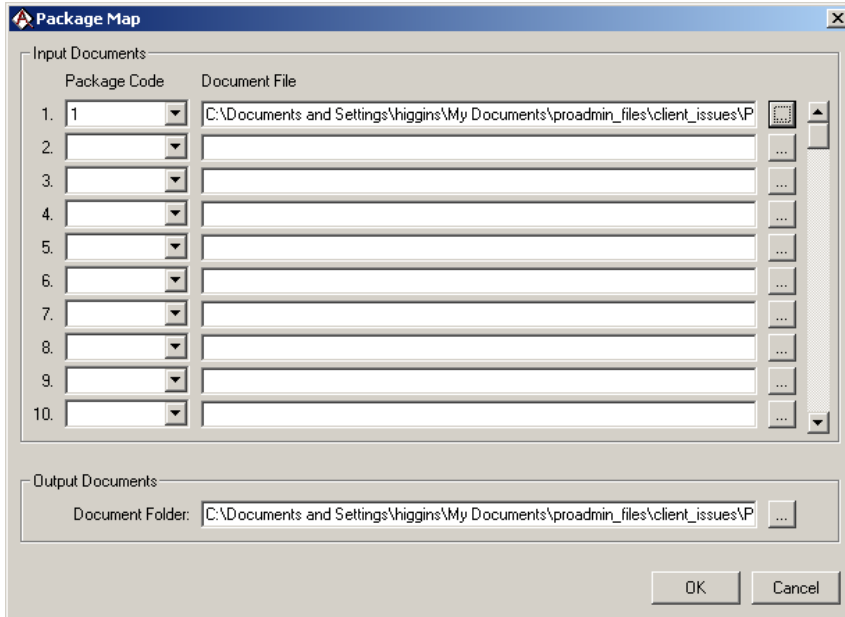 Package Map
Input Documents
Package Code Document File
1. 1 C:\Documents and Settings\higgins\My Documents\proadmin_files\client_issues\P ...
2. ...
3. ...
4. ...
5. ...
6. ...
7. ...
8. ...
9. ...
10. ...
Output Documents
Document Folder: C:\Documents and Settings\higgins\My Documents\proadmin_files\client_issues\P ...
OK Cancel